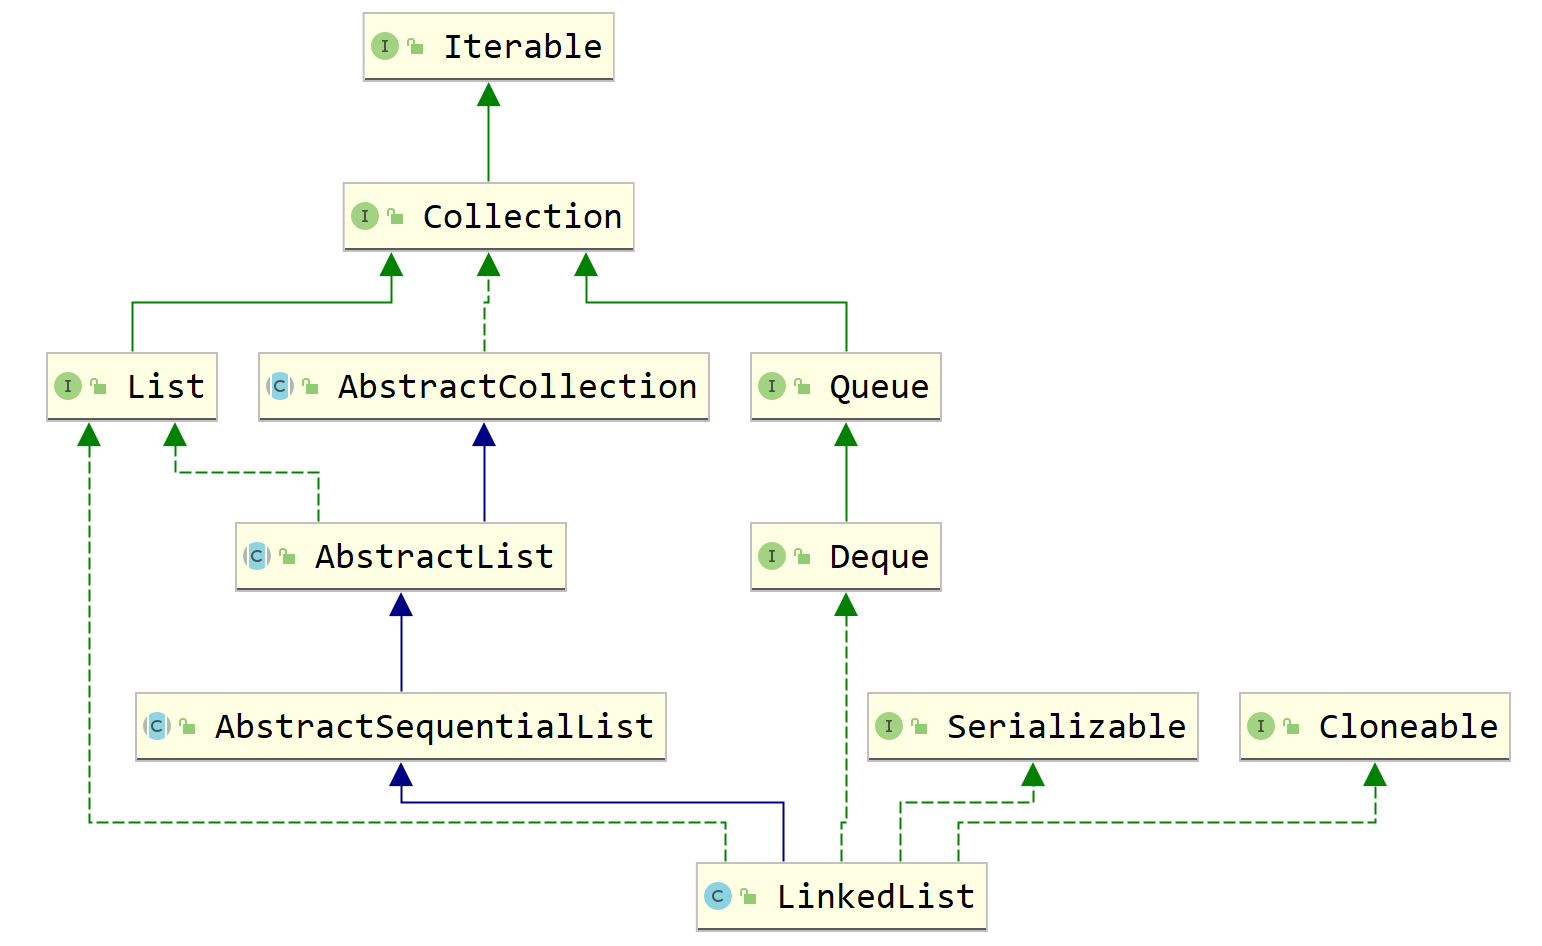 I Iterable
I Collection
I List
C AbstractCollection
I Queue
C AbstractList
I Deque
C AbstractSequentialList
I Serializable
I Cloneable
C LinkedList